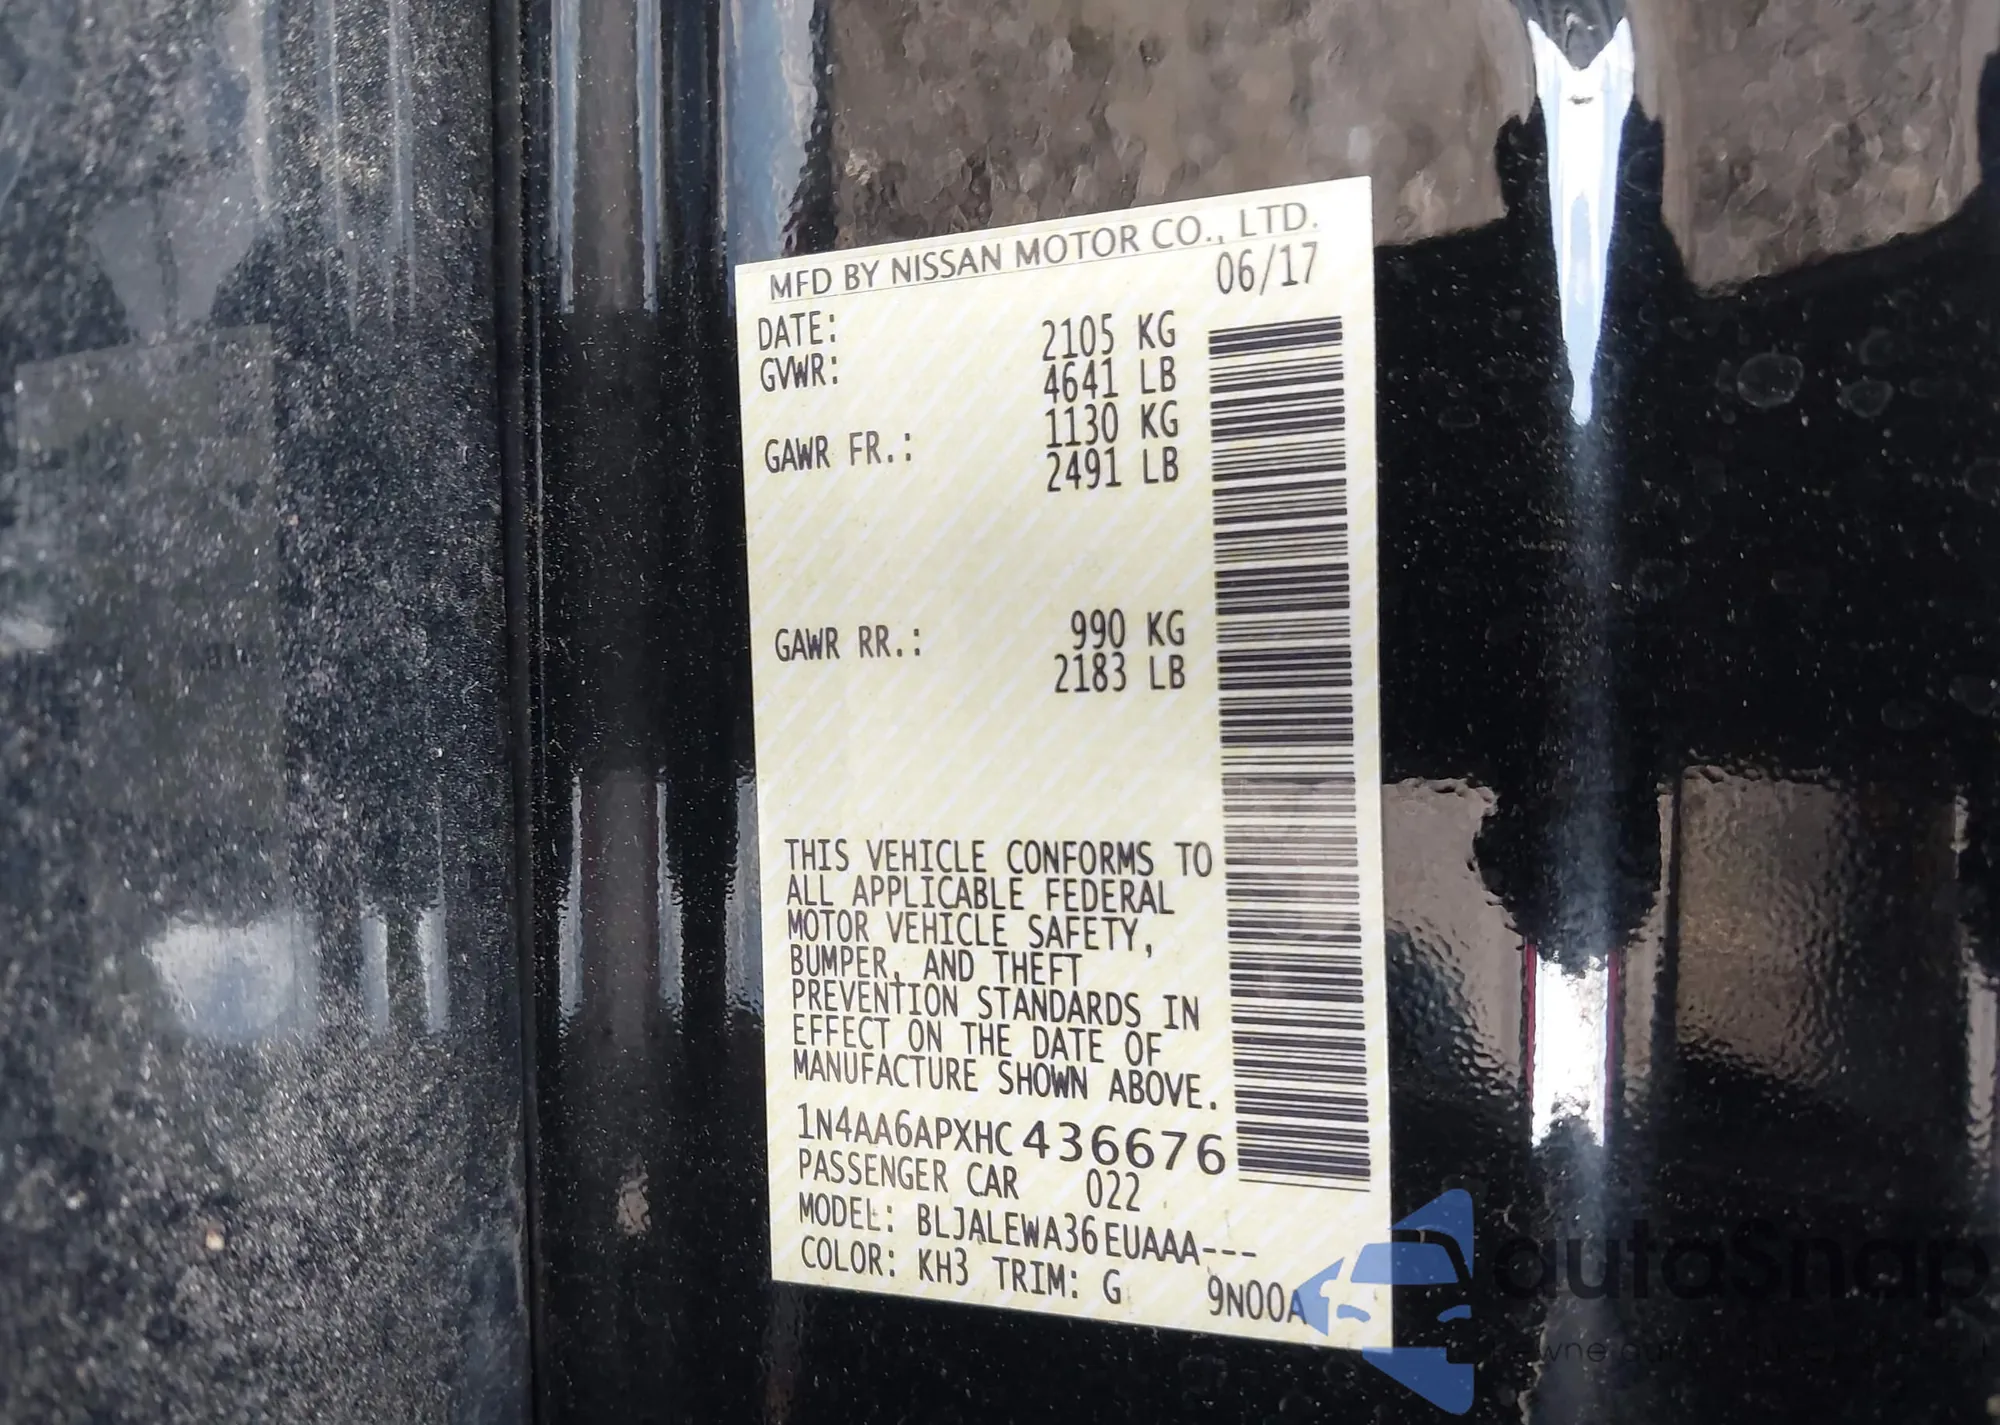 MFD BY NISSAN MOTOR CO., LTD.
DATE: 06/17
GVWR: 2105 KG
4641 LB
GAWR FR.: 1130 KG
2491 LB
GAWR RR.: 990 KG
2183 LB
THIS VEHICLE CONFORMS TO
ALL APPLICABLE FEDERAL
MOTOR VEHICLE SAFETY,
BUMPER, AND THEFT
PREVENTION STANDARDS IN
EFFECT ON THE DATE OF
MANUFACTURE SHOWN ABOVE.
1N4AA6APXHC436676
PASSENGER CAR 022
MODEL: BLJALEWA36EUAAA---
COLOR: KH3 TRIM: G 9N00A
autoSnap